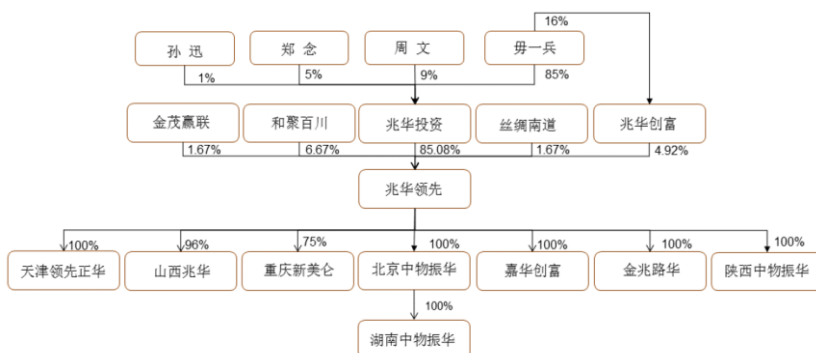 16%
孙 迅
郑 念
周 文
毋一兵
1%
5%
9%
85%
金茂赢联
和聚百川
兆华投资
丝绸南道
兆华创富
1.67%
6.67%
85.08%
1.67%
4.92%
兆华领先
100%
96%
75%
100%
100%
100%
100%
天津领先正华
山西兆华
重庆新美仑
北京中物振华
嘉华创富
金兆路华
陕西中物振华
100%
湖南中物振华